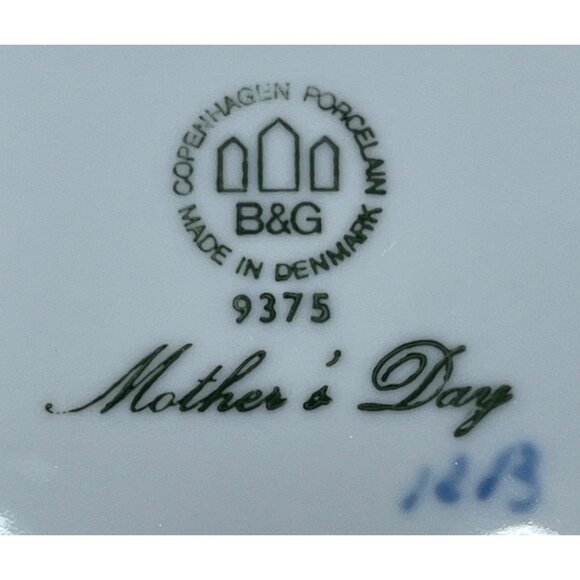 COPENHAGEN PORCELAIN
B&G
MADE IN DENMARK
9375
Mother's Day